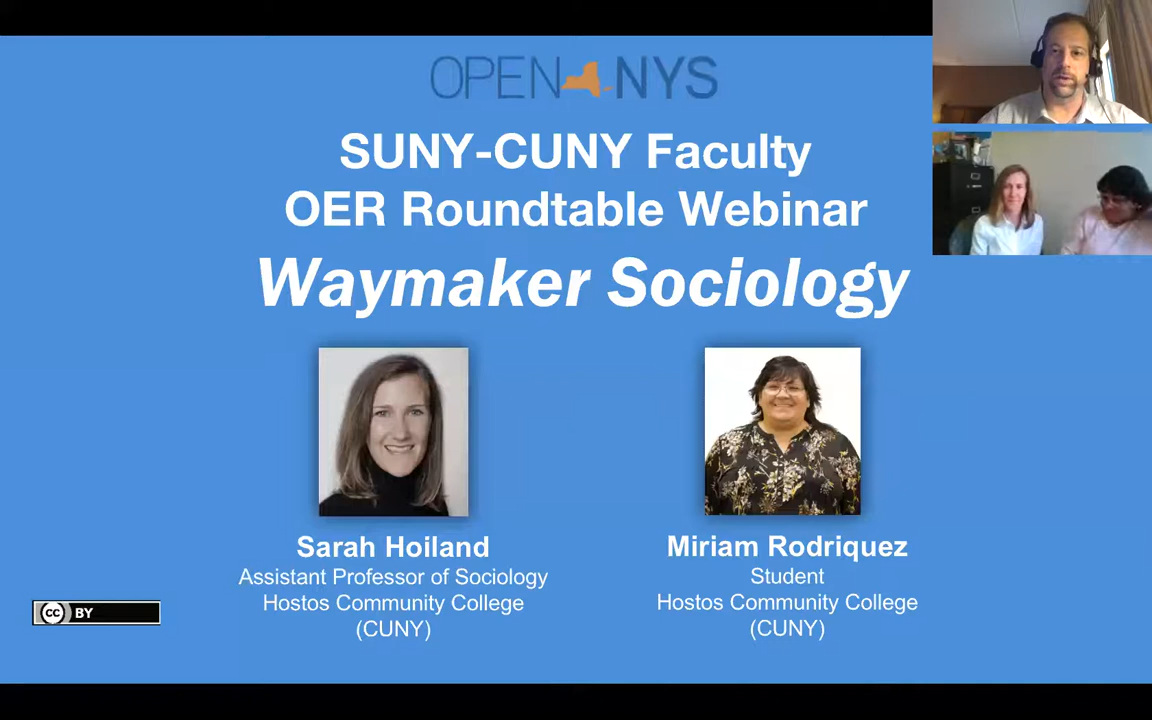 OPEN NYS
SUNY-CUNY Faculty
OER Roundtable Webinar
Waymaker Sociology
Sarah Hoiland
Assistant Professor of Sociology
Hostos Community College
(CUNY)
Miriam Rodriquez
Student
Hostos Community College
(CUNY)
cc BY